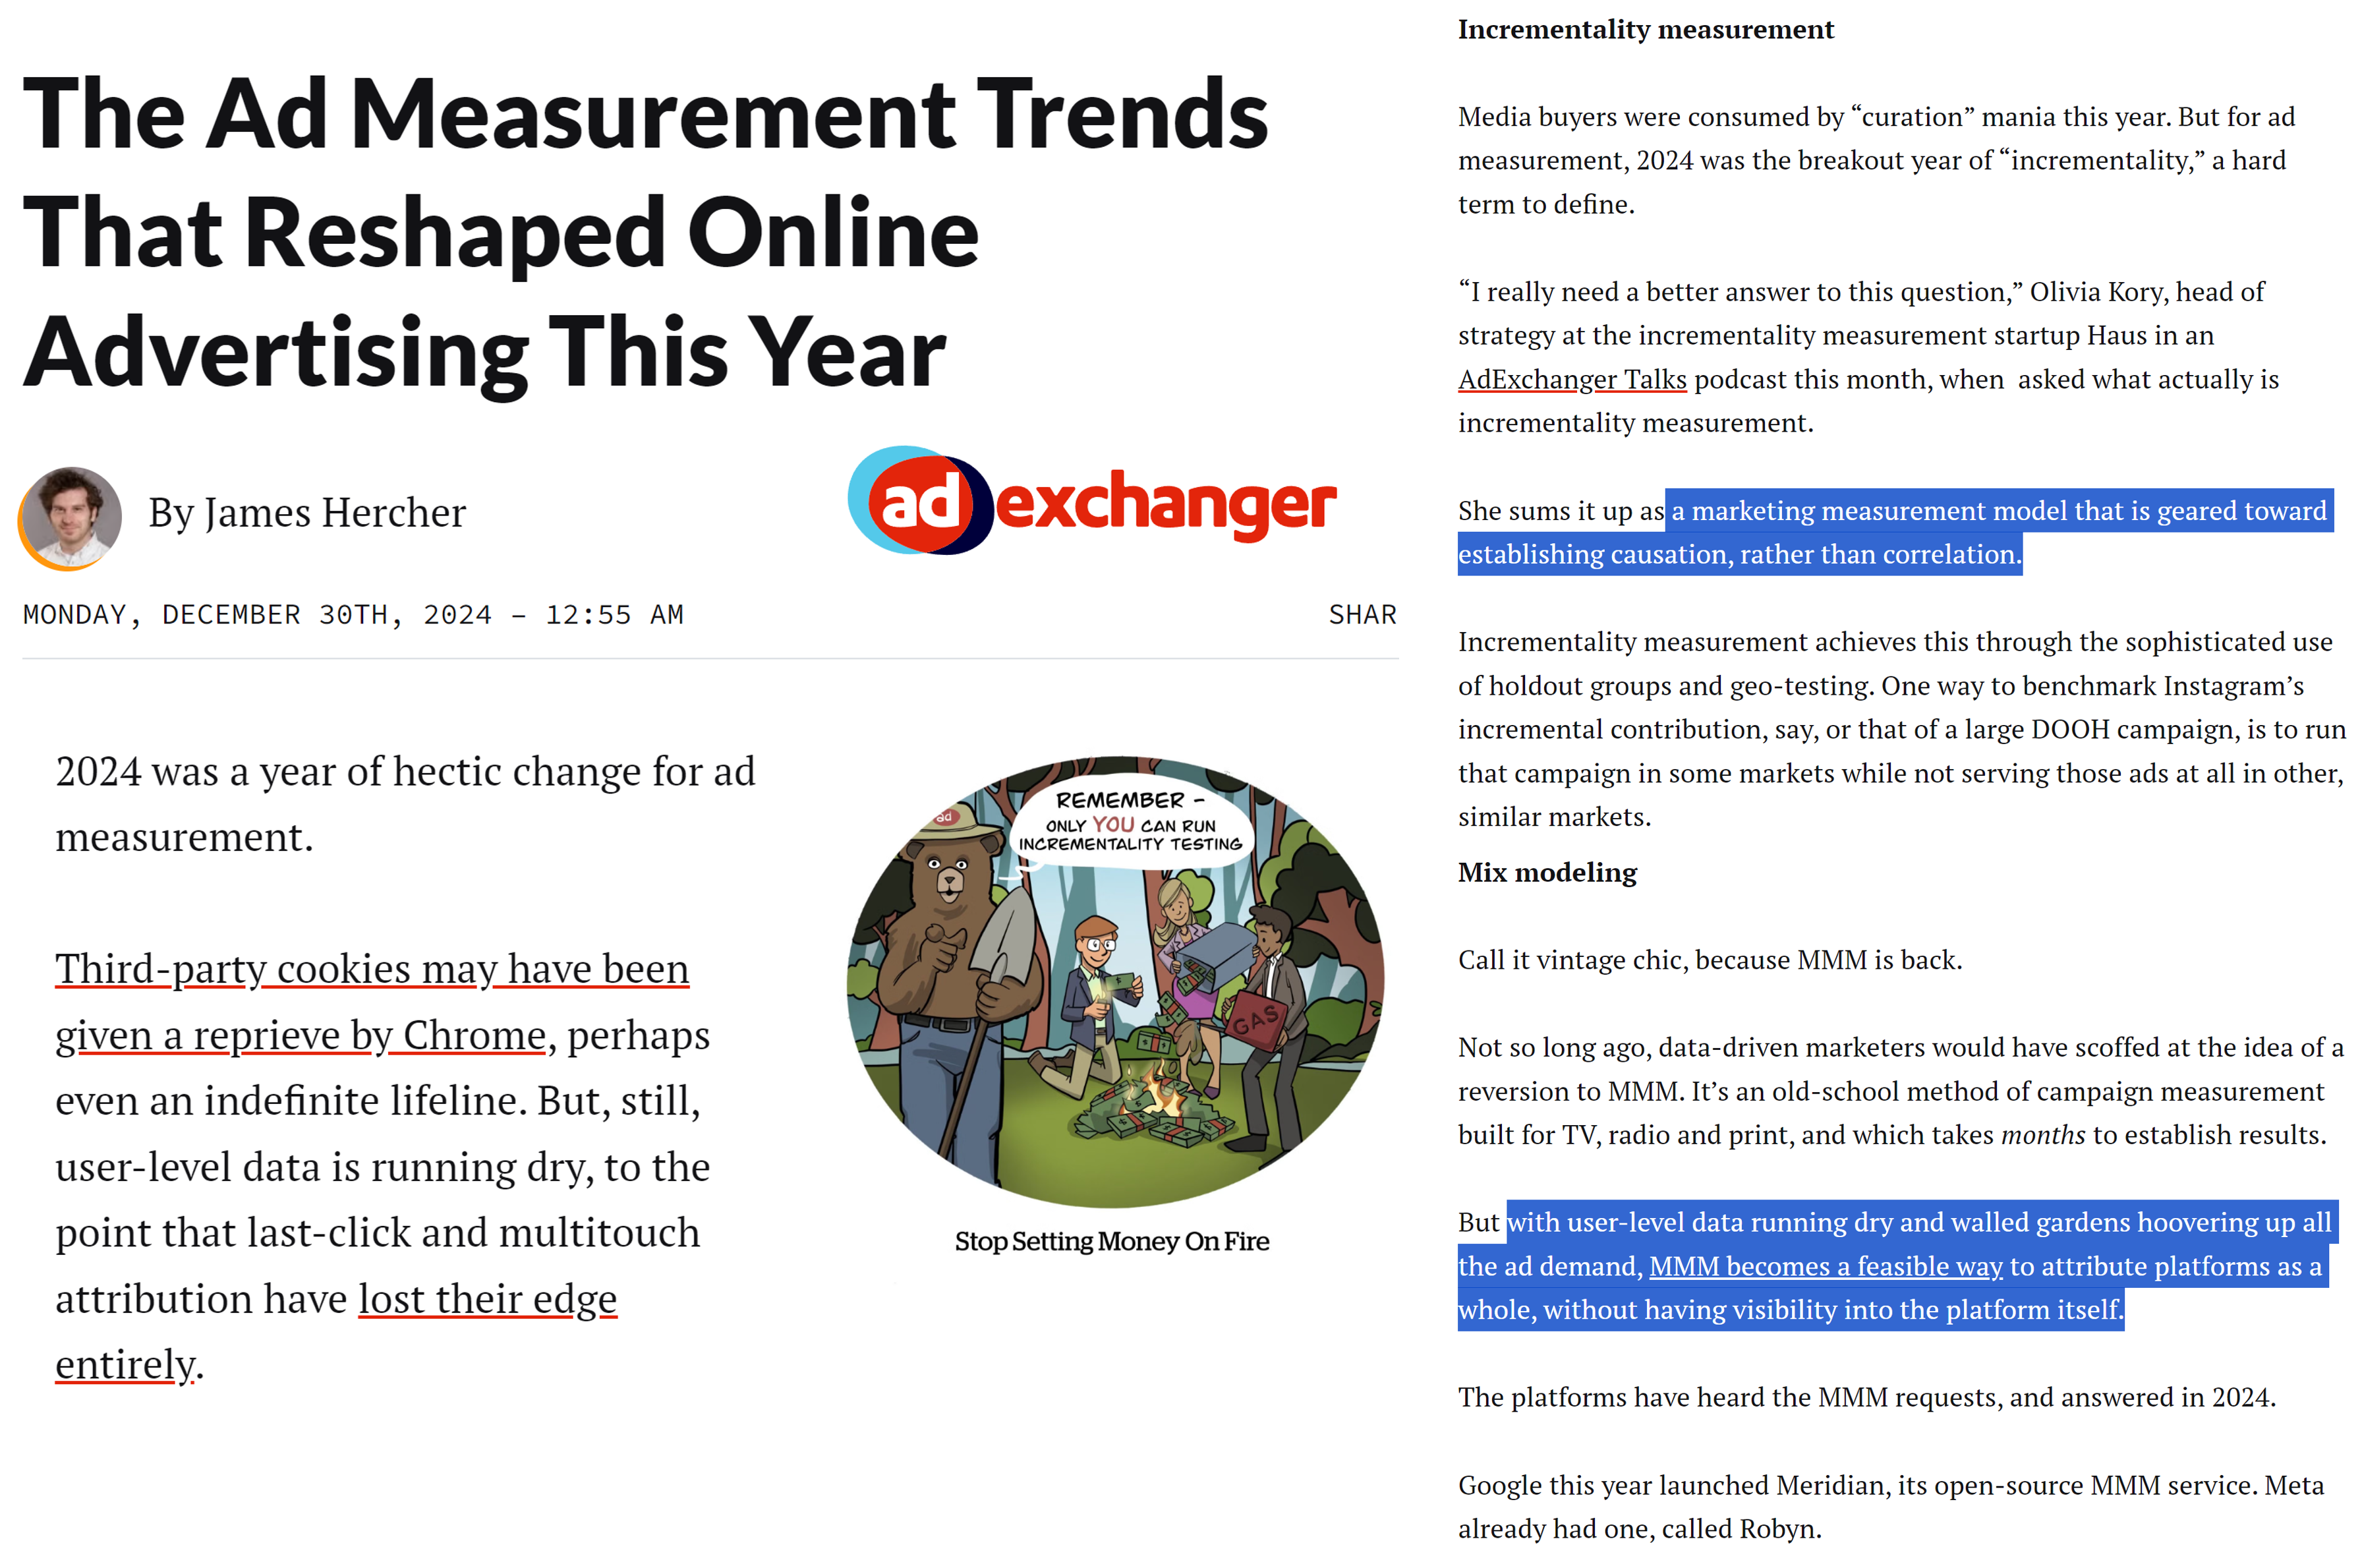 The Ad Measurement Trends
That Reshaped Online
Advertising This Year
By James Hercher
ad exchanger
MONDAY, DECEMBER 30TH, 2024 – 12:55 AM
SHAR
2024 was a year of hectic change for ad
measurement.
Third-party cookies may have been
given a reprieve by Chrome, perhaps
even an indefinite lifeline. But, still,
user-level data is running dry, to the
point that last-click and multitouch
attribution have lost their edge
entirely.
ad
REMEMBER –
ONLY YOU CAN RUN
INCREMENTALITY TESTING
GAS
Stop Setting Money On Fire
Incrementality measurement
Media buyers were consumed by “curation” mania this year. But for ad
measurement, 2024 was the breakout year of “incrementality,” a hard
term to define.
“I really need a better answer to this question,” Olivia Kory, head of
strategy at the incrementality measurement startup Haus in an
AdExchanger Talks podcast this month, when  asked what actually is
incrementality measurement.
She sums it up as a marketing measurement model that is geared toward
establishing causation, rather than correlation.
Incrementality measurement achieves this through the sophisticated use
of holdout groups and geo-testing. One way to benchmark Instagram’s
incremental contribution, say, or that of a large DOOH campaign, is to run
that campaign in some markets while not serving those ads at all in other,
similar markets.
Mix modeling
Call it vintage chic, because MMM is back.
Not so long ago, data-driven marketers would have scoffed at the idea of a
reversion to MMM. It’s an old-school method of campaign measurement
built for TV, radio and print, and which takes months to establish results.
But with user-level data running dry and walled gardens hoovering up all
the ad demand, MMM becomes a feasible way to attribute platforms as a
whole, without having visibility into the platform itself.
The platforms have heard the MMM requests, and answered in 2024.
Google this year launched Meridian, its open-source MMM service. Meta
already had one, called Robyn.